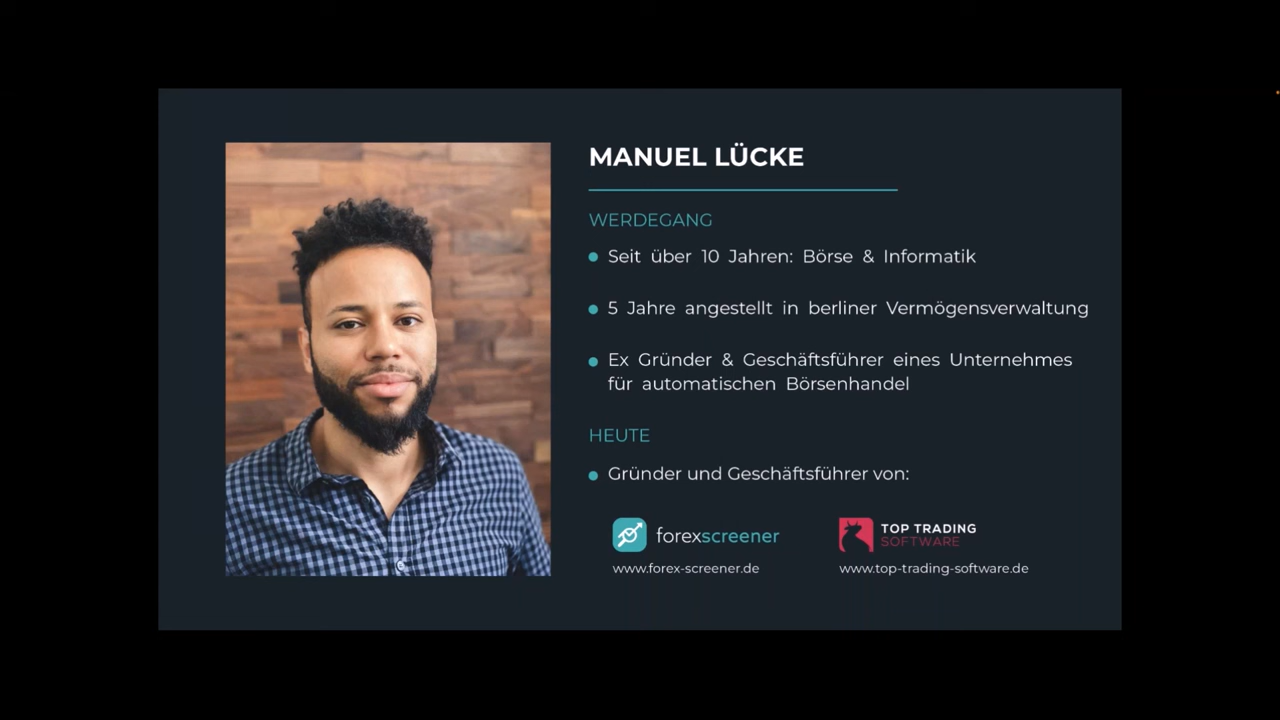 MANUEL LÜCKE
WERDEGANG
Seit über 10 Jahren: Börse & Informatik
5 Jahre angestellt in berliner Vermögensverwaltung
Ex Gründer & Geschäftsführer eines Unternehmes
für automatischen Börsenhandel
HEUTE
Gründer und Geschäftsführer von:
forexscreener
www.forex-screener.de
TOP TRADING
SOFTWARE
www.top-trading-software.de